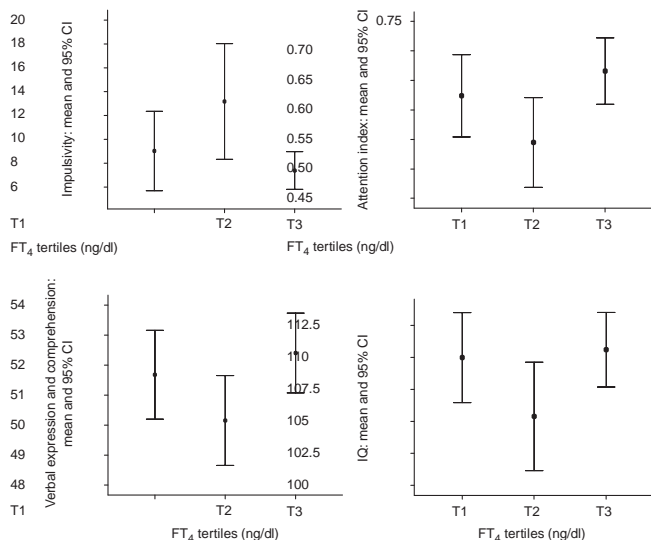 20
18
16
14
12
10
8
6
Impulsivity: mean and 95% CI
0.70
0.65
0.60
0.55
0.50
0.45
T1 T2 T3
FT4 tertiles (ng/dl)
0.75
Attention index: mean and 95% CI
T1 T2 T3
FT4 tertiles (ng/dl)
54
53
52
51
50
49
48
Verbal expression and comprehension:
mean and 95% CI
112.5
110
107.5
105
102.5
100
T1 T2 T3
FT4 tertiles (ng/dl)
IQ: mean and 95% CI
T1 T2 T3
FT4 tertiles (ng/dl)